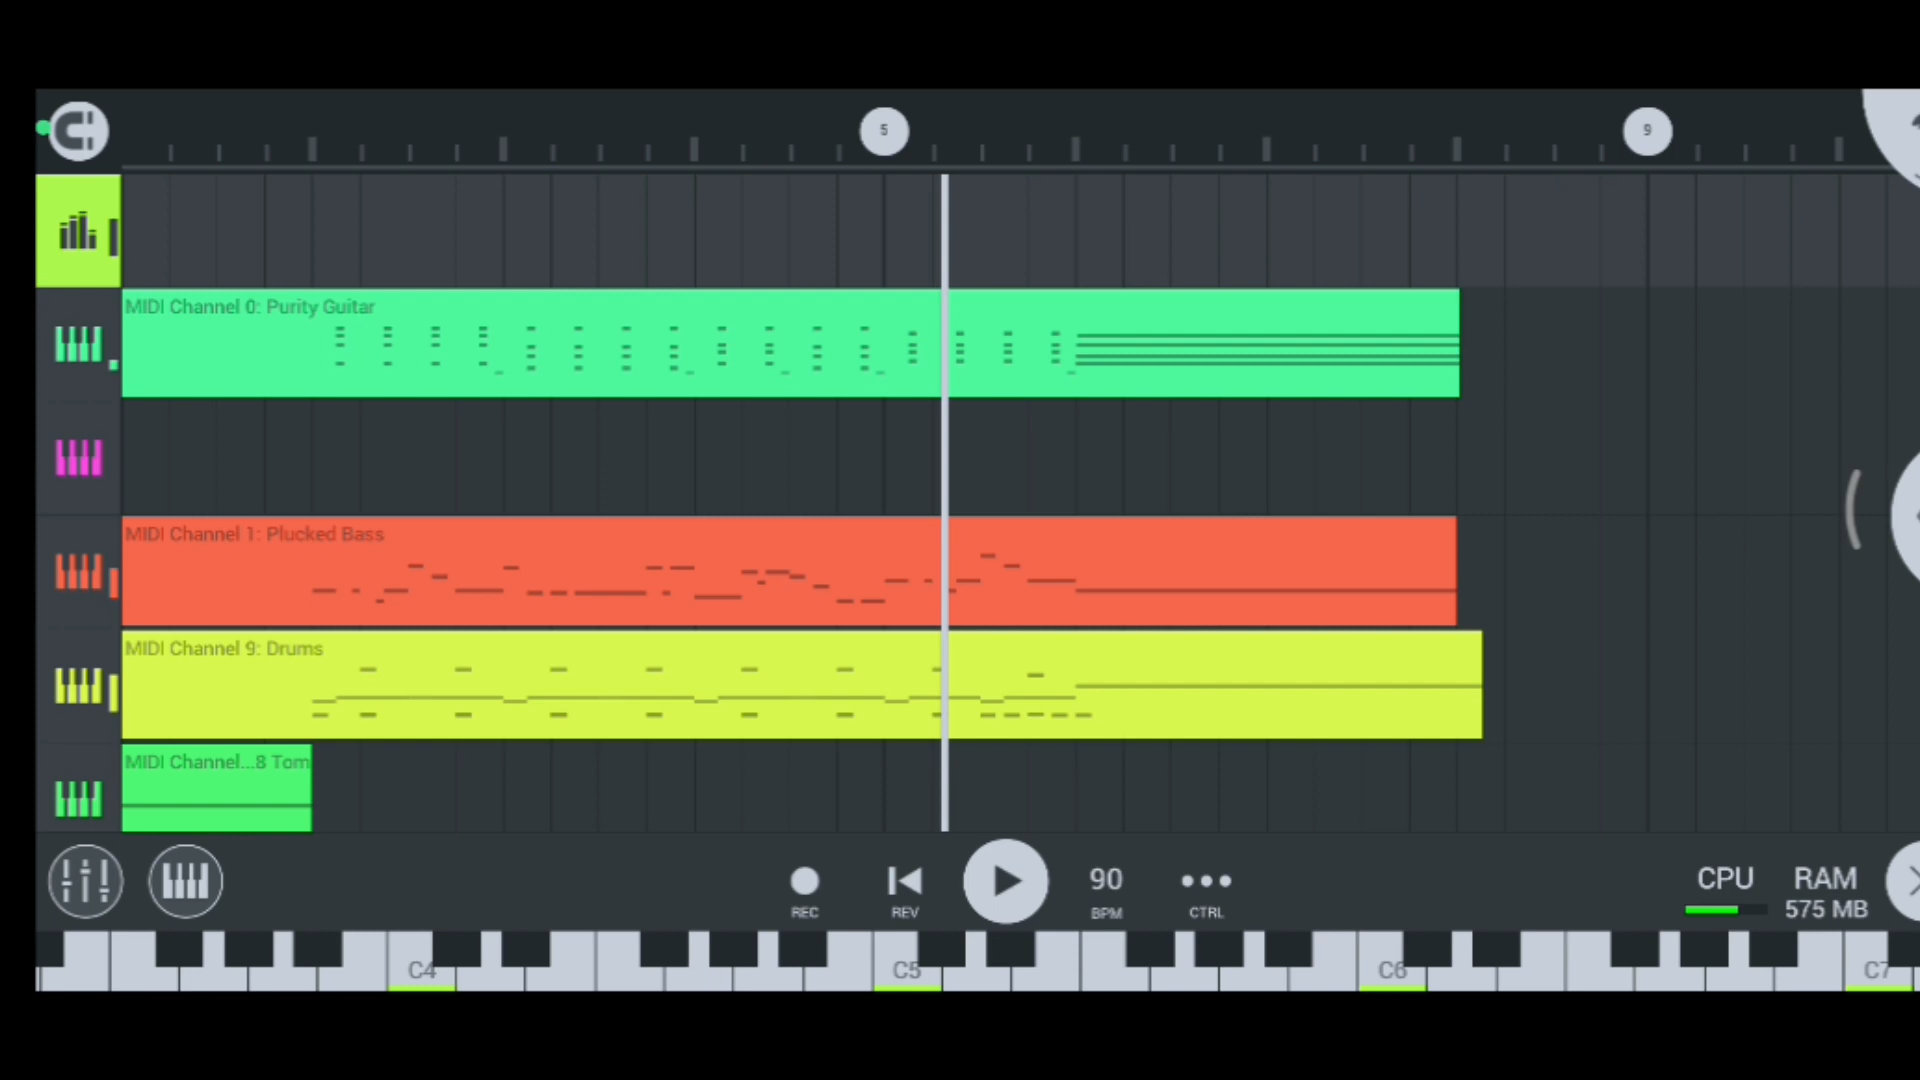 5
9
MIDI Channel 0: Purity Guitar
MIDI Channel 1: Plucked Bass
MIDI Channel 9: Drums
MIDI Channel...8 Tom
REC
REV
90
BPM
CTRL
CPU
RAM
575 MB
C4
C5
C6
C7